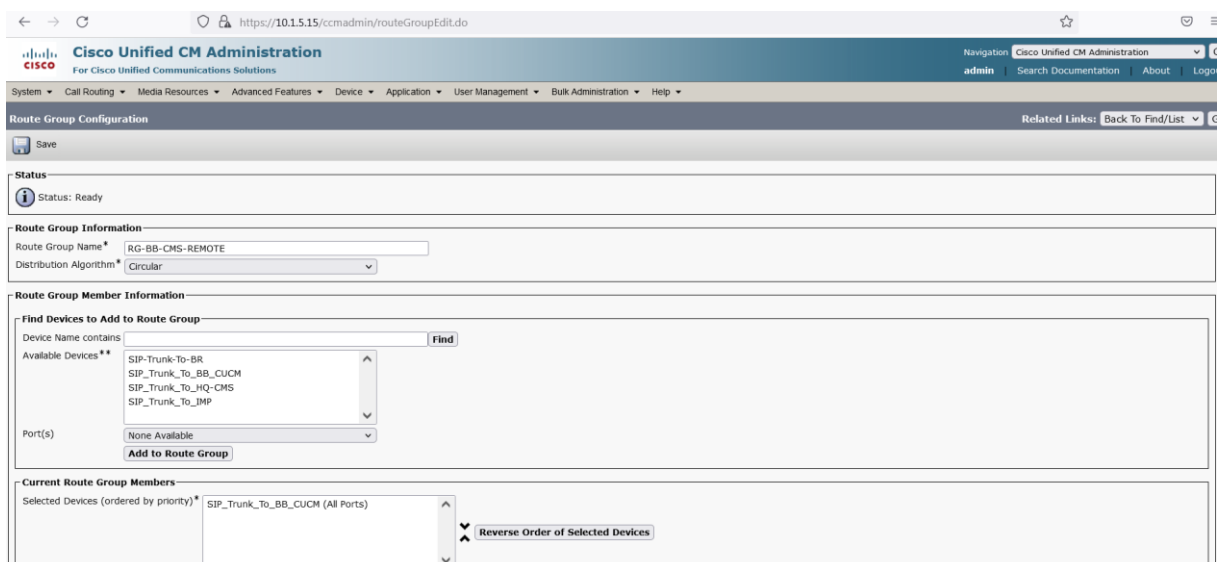 https://10.1.5.15/ccmadmin/routeGroupEdit.do
CISCO
Cisco Unified CM Administration
For Cisco Unified Communications Solutions
Navigation Cisco Unified CM Administration
admin | Search Documentation | About | Logou
System Call Routing Media Resources Advanced Features Device Application User Management Bulk Administration Help
Route Group Configuration
Related Links: Back To Find/List G
Save
Status
Status: Ready
Route Group Information
Route Group Name* RG-BB-CMS-REMOTE
Distribution Algorithm* Circular
Route Group Member Information
Find Devices to Add to Route Group
Device Name contains Find
Available Devices** SIP-Trunk-To-BR
SIP_Trunk_To_BB_CUCM
SIP_Trunk_To_HQ-CMS
SIP_Trunk_To_IMP
Port(s) None Available
Add to Route Group
Current Route Group Members
Selected Devices (ordered by priority)* SIP_Trunk_To_BB_CUCM (All Ports)
Reverse Order of Selected Devices